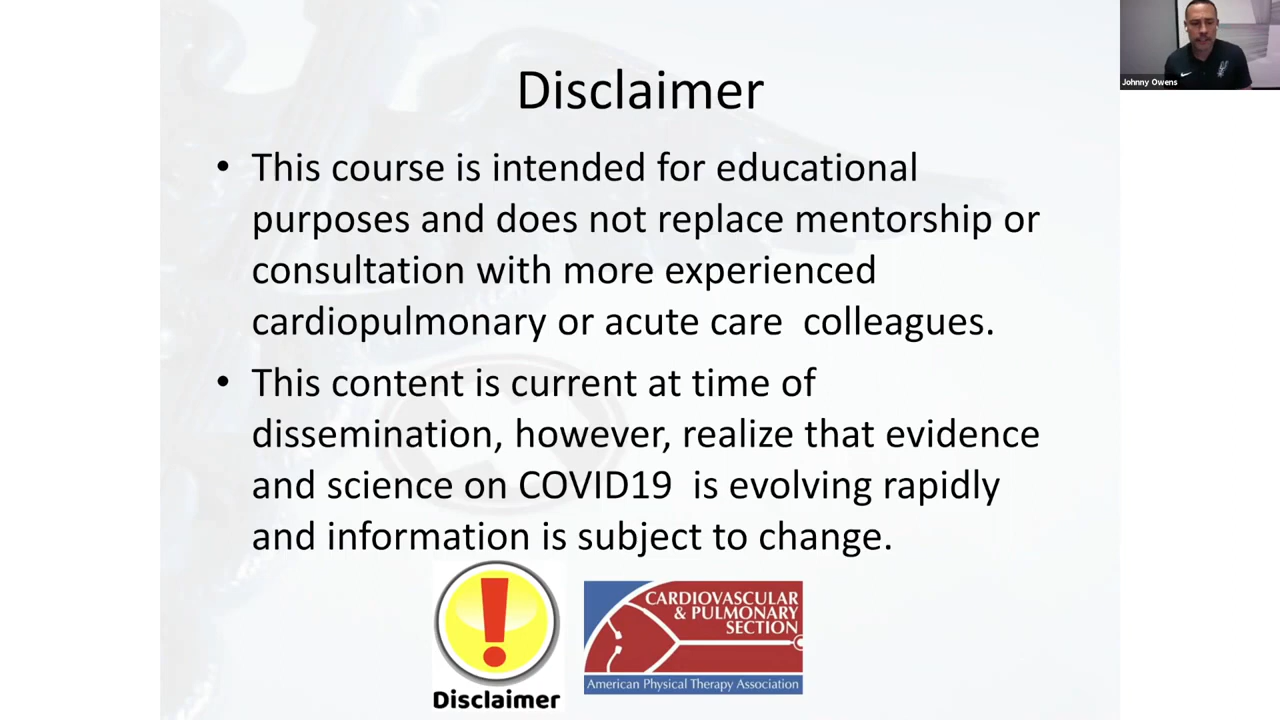 Disclaimer
• This course is intended for educational
purposes and does not replace mentorship or
consultation with more experienced
cardiopulmonary or acute care  colleagues.
• This content is current at time of
dissemination, however, realize that evidence
and science on COVID19  is evolving rapidly
and information is subject to change.
Disclaimer
CARDIOVASCULAR
& PULMONARY
SECTION
American Physical Therapy Association
Johnny Owens